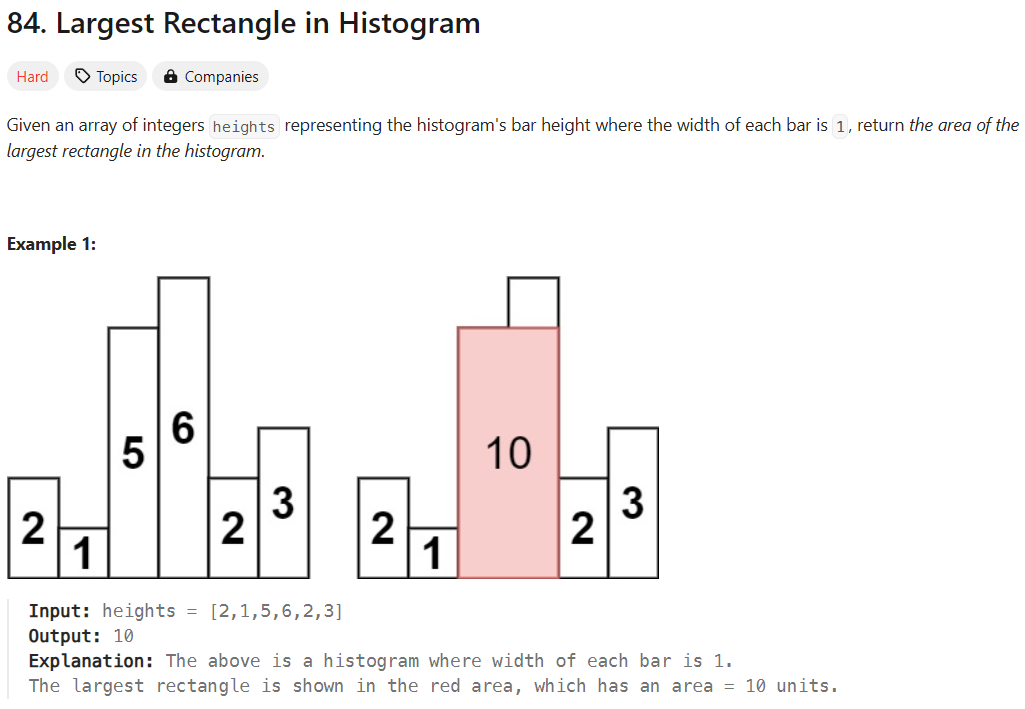 84. Largest Rectangle in Histogram
Hard Topics Companies
Given an array of integers heights representing the histogram's bar height where the width of each bar is 1, return the area of the
largest rectangle in the histogram.
Example 1:
2 1 5 6 2 3
2 1 10 2 3
Input: heights = [2,1,5,6,2,3]
Output: 10
Explanation: The above is a histogram where width of each bar is 1.
The largest rectangle is shown in the red area, which has an area = 10 units.